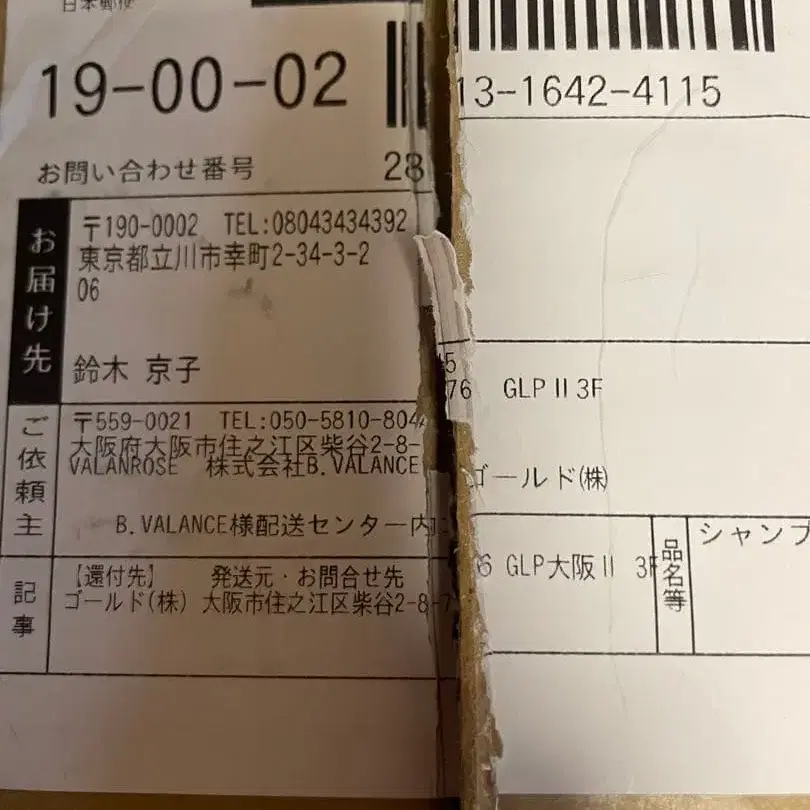 日本郵便
19-00-02
13-1642-4115
お問い合わせ番号 28
お届け先
〒190-0002 TEL:08043434392
東京都立川市幸町2-34-3-2
06
鈴木 京子
ご依頼主
〒559-0021 TEL:050-5810-804
大阪府大阪市住之江区柴谷2-8-
VALANROSE 株式会社B.VALANCE
B.VALANCE様配送センター内
45
76 GLPⅡ3F
ゴールド(株)
記事
【還付先】 発送元・お問合せ先
ゴールド(株) 大阪市住之江区柴谷2-8-7
6 GLP大阪Ⅱ 3F
品名等
シャンプ